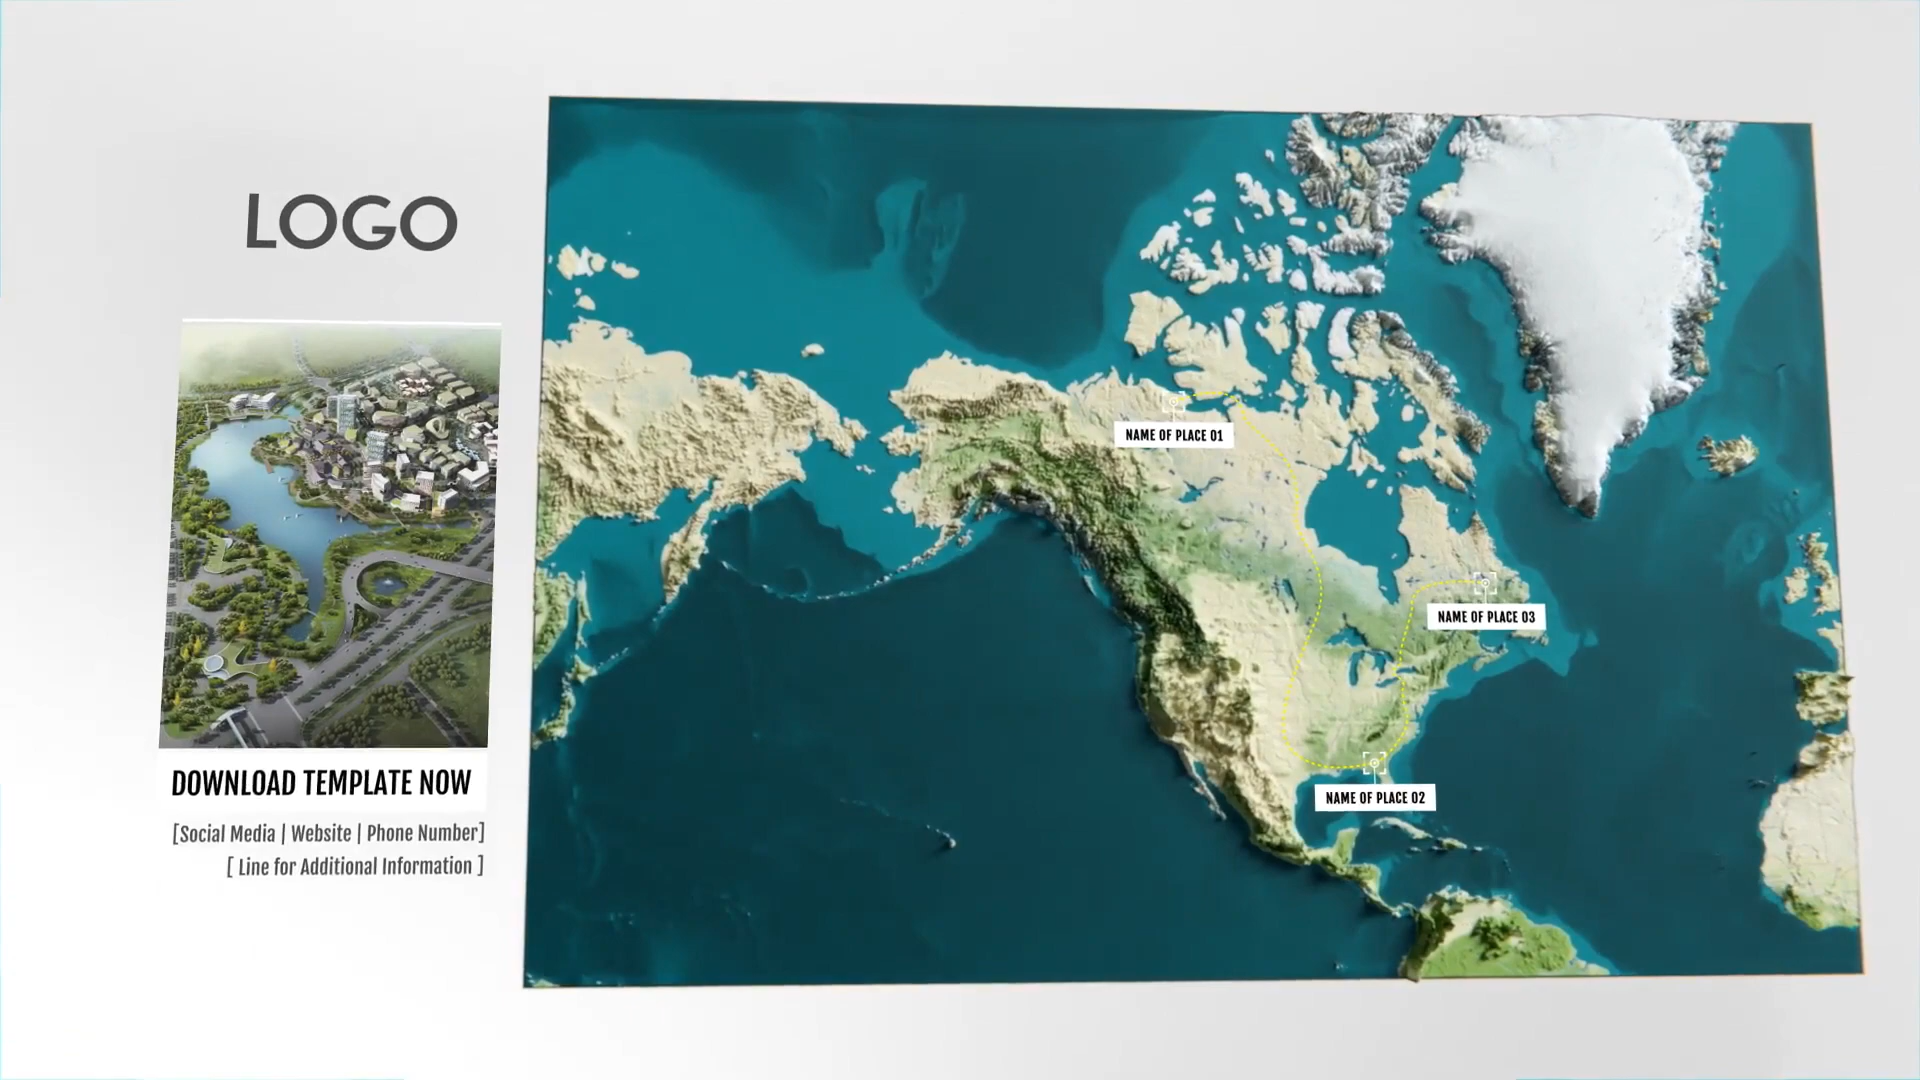 LOGO
DOWNLOAD TEMPLATE NOW
[Social Media | Website | Phone Number]
[ Line for Additional Information ]
NAME OF PLACE 01
NAME OF PLACE 03
NAME OF PLACE 02